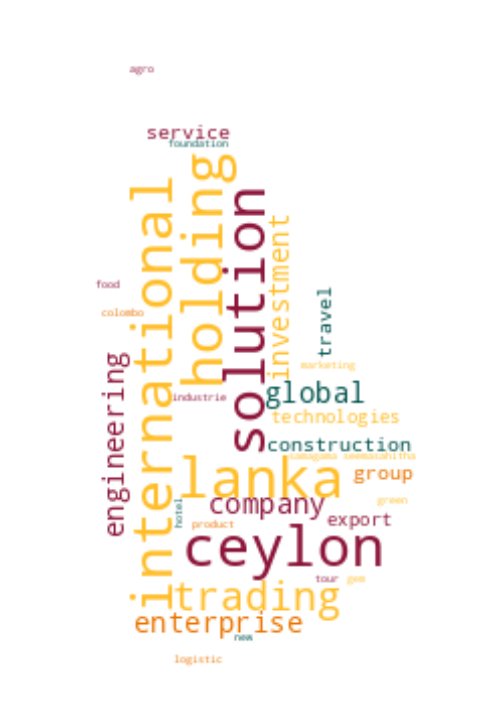 agro
service
foundation
holding
international
solution
investment
food
travel
colombo
engineering
marketing
global
industrie
technologies
construction
samagama seemasahitha
lanka
group
company
green
hotel
export
product
ceylon
tour
gem
trading
enterprise
new
logistic